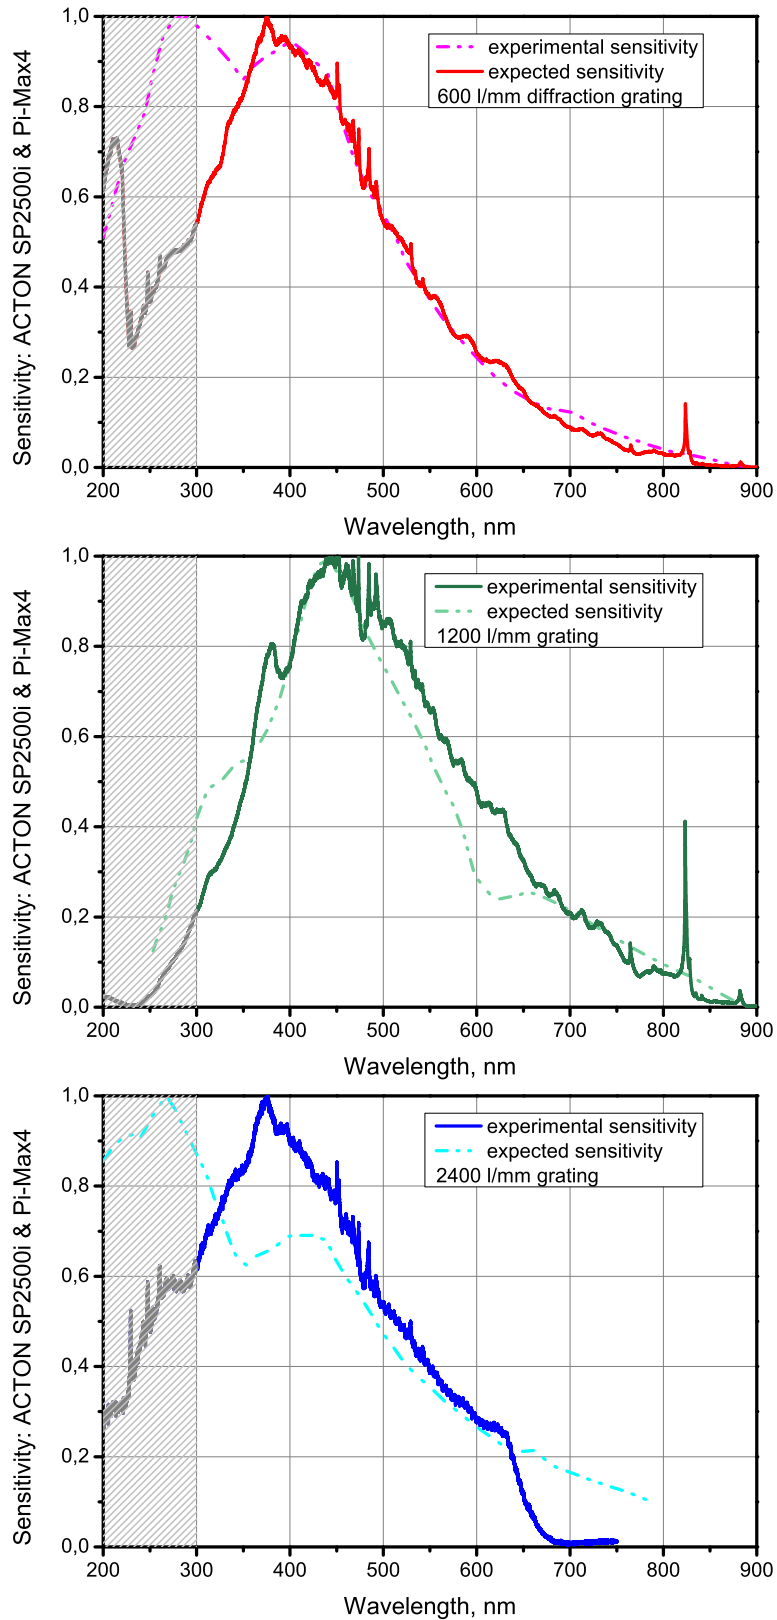 Sensitivity: ACTON SP2500i & Pi-Max4
1,0
0,8
0,6
0,4
0,2
0,0
experimental sensitivity
expected sensitivity
600 l/mm diffraction grating
200 300 400 500 600 700 800 900
Wavelength, nm
Sensitivity: ACTON SP2500i & Pi-Max4
1,0
0,8
0,6
0,4
0,2
0,0
experimental sensitivity
expected sensitivity
1200 l/mm grating
200 300 400 500 600 700 800 900
Wavelength, nm
Sensitivity: ACTON SP2500i & Pi-Max4
1,0
0,8
0,6
0,4
0,2
0,0
experimental sensitivity
expected sensitivity
2400 l/mm grating
200 300 400 500 600 700 800 900
Wavelength, nm